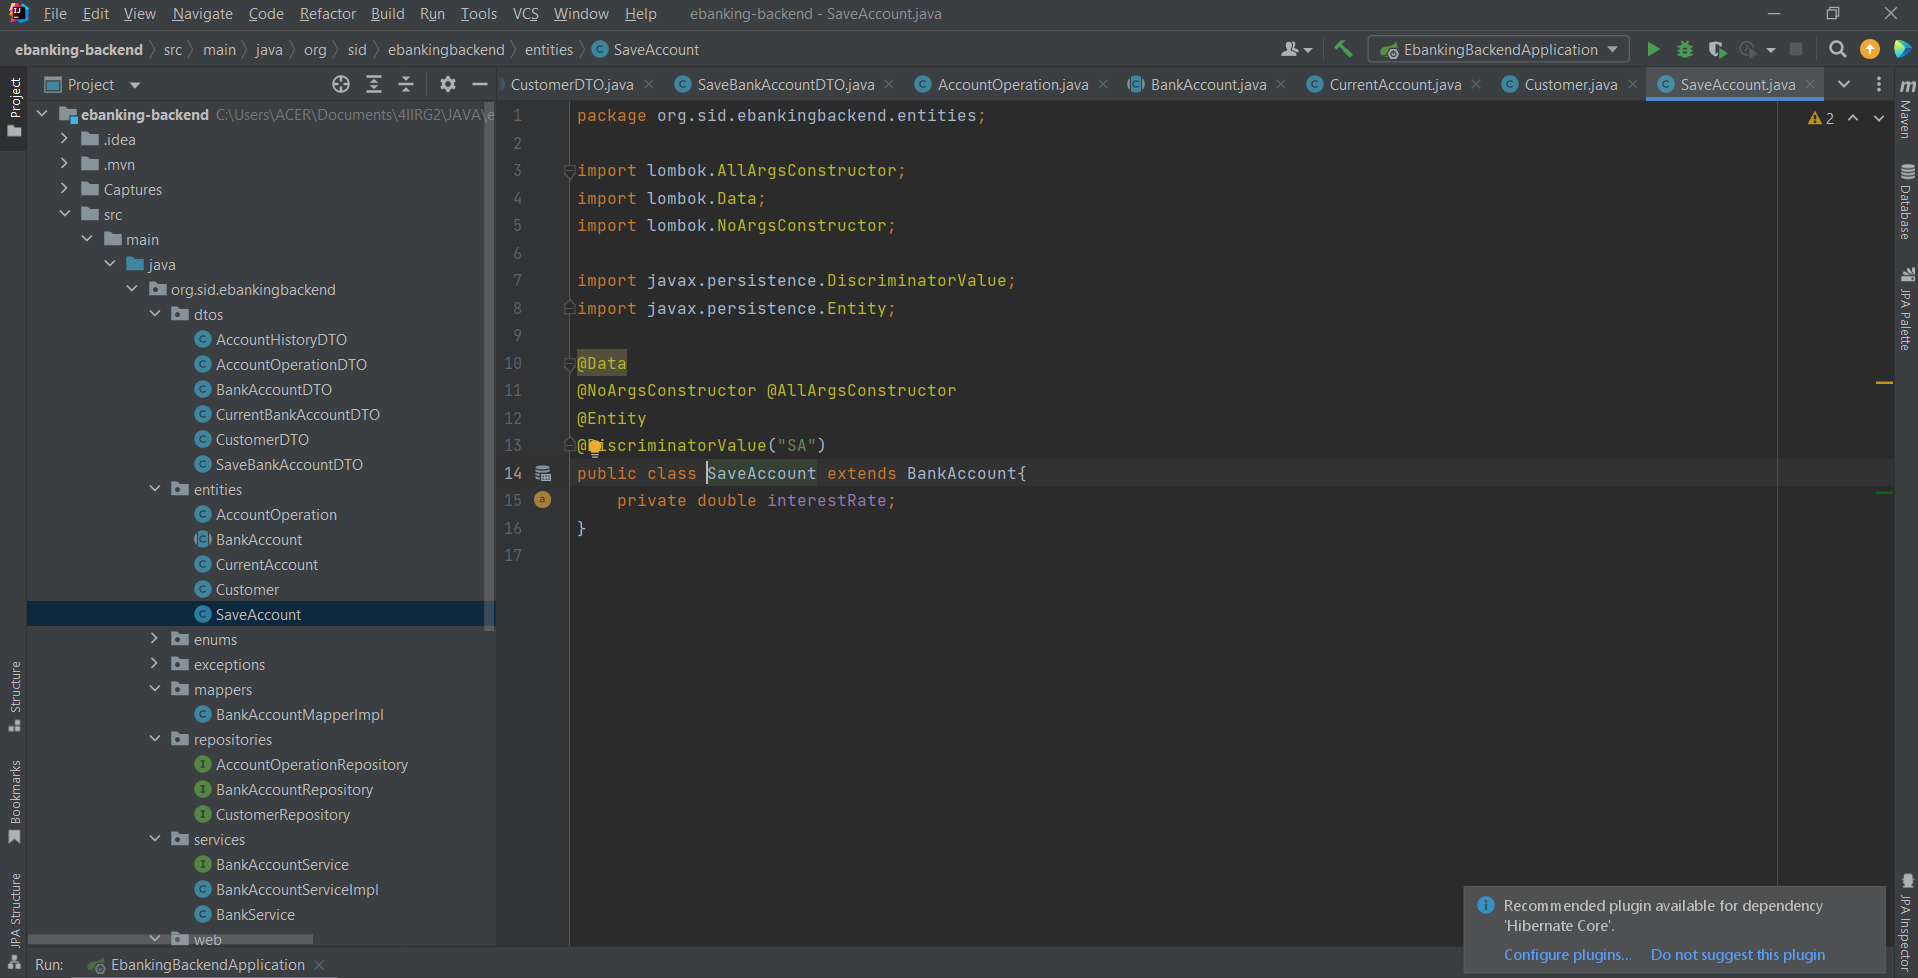 File Edit View Navigate Code Refactor Build Run Tools VCS Window Help ebanking-backend - SaveAccount.java
ebanking-backend src main java org sid ebankingbackend entities SaveAccount EbankingBackendApplication
Project CustomerDTO.java SaveBankAccountDTO.java AccountOperation.java BankAccount.java CurrentAccount.java Customer.java SaveAccount.java
ebanking-backend C:\Users\ACER\Documents\4IIRG2\JAVA\e
.idea
.mvn
Captures
src
main
java
org.sid.ebankingbackend
dtos
AccountHistoryDTO
AccountOperationDTO
BankAccountDTO
CurrentBankAccountDTO
CustomerDTO
SaveBankAccountDTO
entities
AccountOperation
BankAccount
CurrentAccount
Customer
SaveAccount
enums
exceptions
mappers
BankAccountMapperImpl
repositories
AccountOperationRepository
BankAccountRepository
CustomerRepository
services
BankAccountService
BankAccountServiceImpl
BankService
web
1 package org.sid.ebankingbackend.entities;
2
3 import lombok.AllArgsConstructor;
4 import lombok.Data;
5 import lombok.NoArgsConstructor;
6
7 import javax.persistence.DiscriminatorValue;
8 import javax.persistence.Entity;
9
10 @Data
11 @NoArgsConstructor @AllArgsConstructor
12 @Entity
13 @DiscriminatorValue("SA")
14 public class SaveAccount extends BankAccount{
15 private double interestRate;
16 }
17
2
Project
Structure
Bookmarks
JPA Structure
m Maven
Database
JPA Palette
JPA Inspector
Recommended plugin available for dependency
'Hibernate Core'.
Configure plugins... Do not suggest this plugin
Run: EbankingBackendApplication